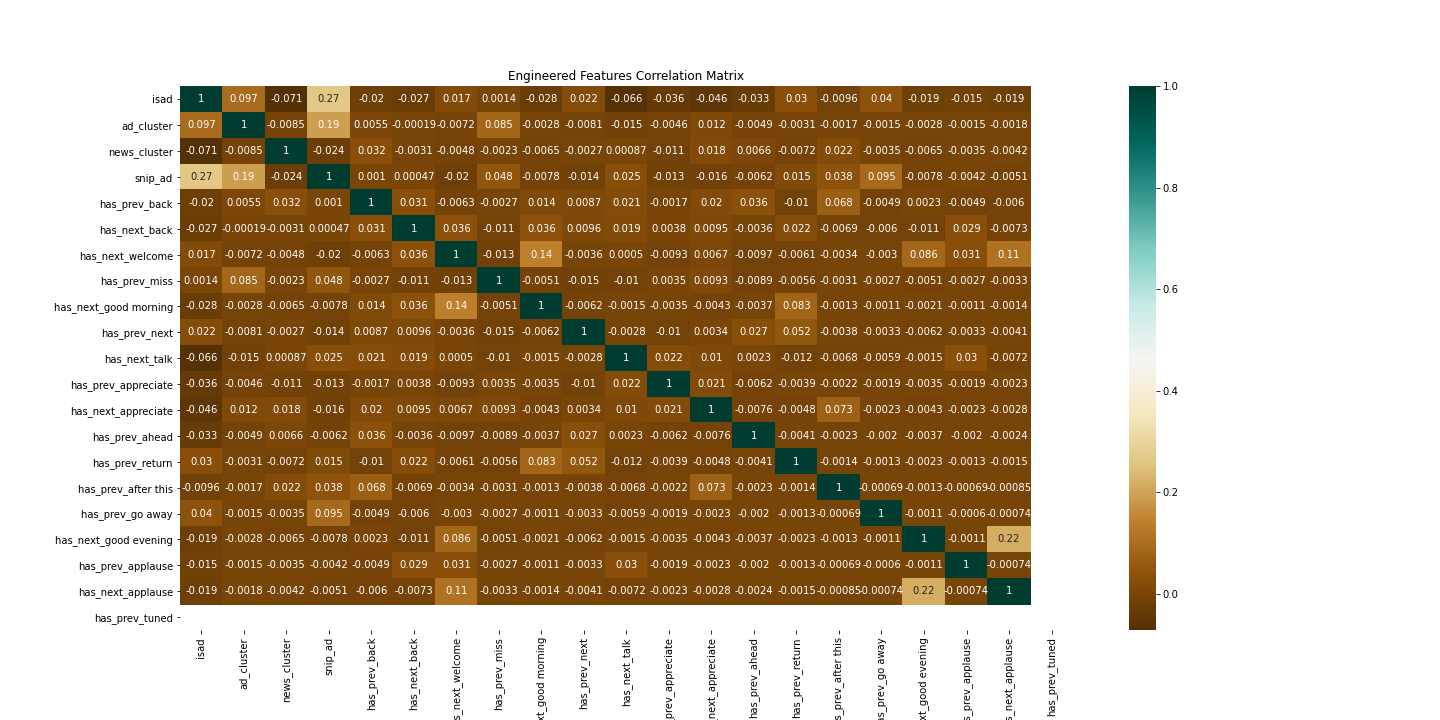 Engineered Features Correlation Matrix
isad 1 0.097 -0.071 0.27 -0.02 -0.027 0.017 0.0014 -0.028 0.022 -0.066 -0.036 -0.046 -0.033 0.03 -0.0096 0.04 -0.019 -0.015 -0.019
ad_cluster 0.097 1 -0.0085 0.19 0.0055 -0.00019 -0.0072 0.085 -0.0028 -0.0081 -0.015 -0.0046 0.012 -0.0049 -0.0031 -0.0017 -0.0015 -0.0028 -0.0015 -0.0018
news_cluster -0.071 -0.0085 1 -0.024 0.032 -0.0031 -0.0048 -0.0023 -0.0065 -0.0027 0.00087 -0.011 0.018 0.0066 -0.0072 0.022 -0.0035 -0.0065 -0.0035 -0.0042
snip_ad 0.27 0.19 -0.024 1 0.001 0.00047 -0.02 0.048 -0.0078 -0.014 0.025 -0.013 -0.016 -0.0062 0.015 0.038 0.095 -0.0078 -0.0042 -0.0051
has_prev_back -0.02 0.0055 0.032 0.001 1 0.031 -0.0063 -0.0027 0.014 0.0087 0.021 -0.0017 0.02 0.036 -0.01 0.068 -0.0049 0.0023 -0.0049 -0.006
has_next_back -0.027 -0.00019 -0.0031 0.00047 0.031 1 0.036 -0.011 0.036 0.0096 0.019 0.0038 0.0095 -0.0036 0.022 -0.0069 -0.006 -0.011 0.029 -0.0073
has_next_welcome 0.017 -0.0072 -0.0048 -0.02 -0.0063 0.036 1 -0.013 0.14 -0.0036 0.0005 -0.0093 0.0067 -0.0097 -0.0061 -0.0034 -0.003 0.086 0.031 0.11
has_prev_miss 0.0014 0.085 -0.0023 0.048 -0.0027 -0.011 -0.013 1 -0.0051 -0.015 -0.01 0.0035 0.0093 -0.0089 -0.0056 -0.0031 -0.0027 -0.0051 -0.0027 -0.0033
has_next_good morning -0.028 -0.0028 -0.0065 -0.0078 0.014 0.036 0.14 -0.0051 1 -0.0062 -0.0015 -0.0035 -0.0043 -0.0037 0.083 -0.0013 -0.0011 -0.0021 -0.0011 -0.0014
has_prev_next 0.022 -0.0081 -0.0027 -0.014 0.0087 0.0096 -0.0036 -0.015 -0.0062 1 -0.0028 -0.01 0.0034 0.027 0.052 -0.0038 -0.0033 -0.0062 -0.0033 -0.0041
has_next_talk -0.066 -0.015 0.00087 0.025 0.021 0.019 0.0005 -0.01 -0.0015 -0.0028 1 0.022 0.01 0.0023 -0.012 -0.0068 -0.0059 -0.0015 0.03 -0.0072
has_prev_appreciate -0.036 -0.0046 -0.011 -0.013 -0.0017 0.0038 -0.0093 0.0035 -0.0035 -0.01 0.022 1 0.021 -0.0062 -0.0039 -0.0022 -0.0019 -0.0035 -0.0019 -0.0023
has_next_appreciate -0.046 0.012 0.018 -0.016 0.02 0.0095 0.0067 0.0093 -0.0043 0.0034 0.01 0.021 1 -0.0076 -0.0048 0.073 -0.0023 -0.0043 -0.0023 -0.0028
has_prev_ahead -0.033 -0.0049 0.0066 -0.0062 0.036 -0.0036 -0.0097 -0.0089 -0.0037 0.027 0.0023 -0.0062 -0.0076 1 -0.0041 -0.0023 -0.002 -0.0037 -0.002 -0.0024
has_prev_return 0.03 -0.0031 -0.0072 0.015 -0.01 0.022 -0.0061 -0.0056 0.083 0.052 -0.012 -0.0039 -0.0048 -0.0041 1 -0.0014 -0.0013 -0.0023 -0.0013 -0.0015
has_prev_after this -0.0096 -0.0017 0.022 0.038 0.068 -0.0069 -0.0034 -0.0031 -0.0013 -0.0038 -0.0068 -0.0022 0.073 -0.0023 -0.0014 1 -0.00069 -0.0013 -0.00069 -0.00085
has_prev_go away 0.04 -0.0015 -0.0035 0.095 -0.0049 -0.006 -0.003 -0.0027 -0.0011 -0.0033 -0.0059 -0.0019 -0.0023 -0.002 -0.0013 -0.00069 1 -0.0011 -0.0006 -0.00074
has_next_good evening -0.019 -0.0028 -0.0065 -0.0078 0.0023 -0.011 0.086 -0.0051 -0.0021 -0.0062 -0.0015 -0.0035 -0.0043 -0.0037 -0.0023 -0.0013 -0.0011 1 -0.0011 0.22
has_prev_applause -0.015 -0.0015 -0.0035 -0.0042 -0.0049 0.029 0.031 -0.0027 -0.0011 -0.0033 0.03 -0.0019 -0.0023 -0.002 -0.0013 -0.00069 -0.0006 -0.0011 1 -0.00074
has_next_applause -0.019 -0.0018 -0.0042 -0.0051 -0.006 -0.0073 0.11 -0.0033 -0.0014 -0.0041 -0.0072 -0.0023 -0.0028 -0.0024 -0.0015 -0.00085 -0.00074 0.22 -0.00074 1
has_prev_tuned
isad
ad_cluster
news_cluster
snip_ad
has_prev_back
has_next_back
s_next_welcome
has_prev_miss
ext_good morning
has_prev_next
has_next_talk
_prev_appreciate
_next_appreciate
has_prev_ahead
has_prev_return
has_prev_after this
as_prev_go away
ext_good evening
s_prev_applause
s_next_applause
has_prev_tuned
1.0
0.8
0.6
0.4
0.2
0.0